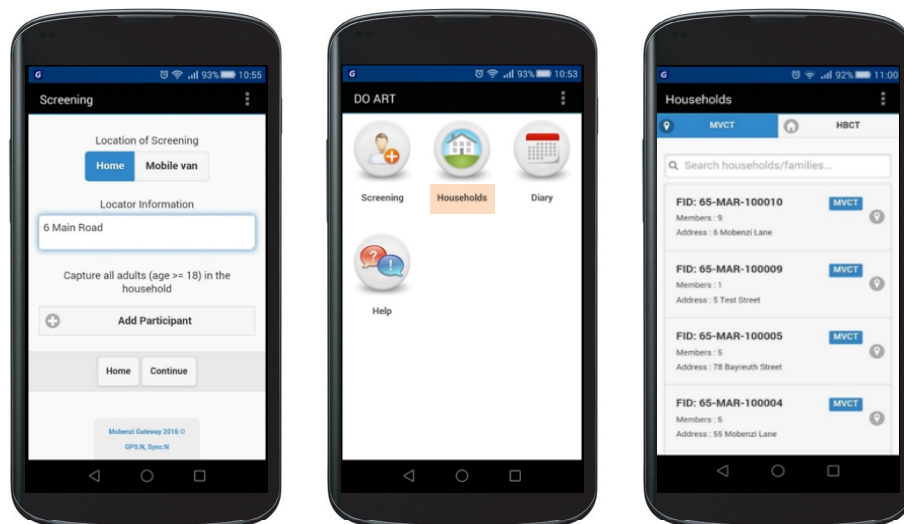 G 93% 10:55
Screening
Location of Screening
Home Mobile van
Locator Information
6 Main Road
Capture all adults (age >= 18) in the
household
Add Participant
Home Continue
Mobenzi Gateway 2016 ©
GPS:N, Sync:N
G 93% 10:53
DO ART
Screening Households Diary
Help
G 92% 11:00
Households
MVCT HBCT
Search households/families...
FID: 65-MAR-100010 MVCT
Members : 9
Address : 6 Mobenzi Lane
FID: 65-MAR-100009 MVCT
Members : 1
Address : 5 Test Street
FID: 65-MAR-100005 MVCT
Members : 5
Address : 78 Bayreuth Street
FID: 65-MAR-100004 MVCT
Members : 6
Address : 55 Mobenzi Lane